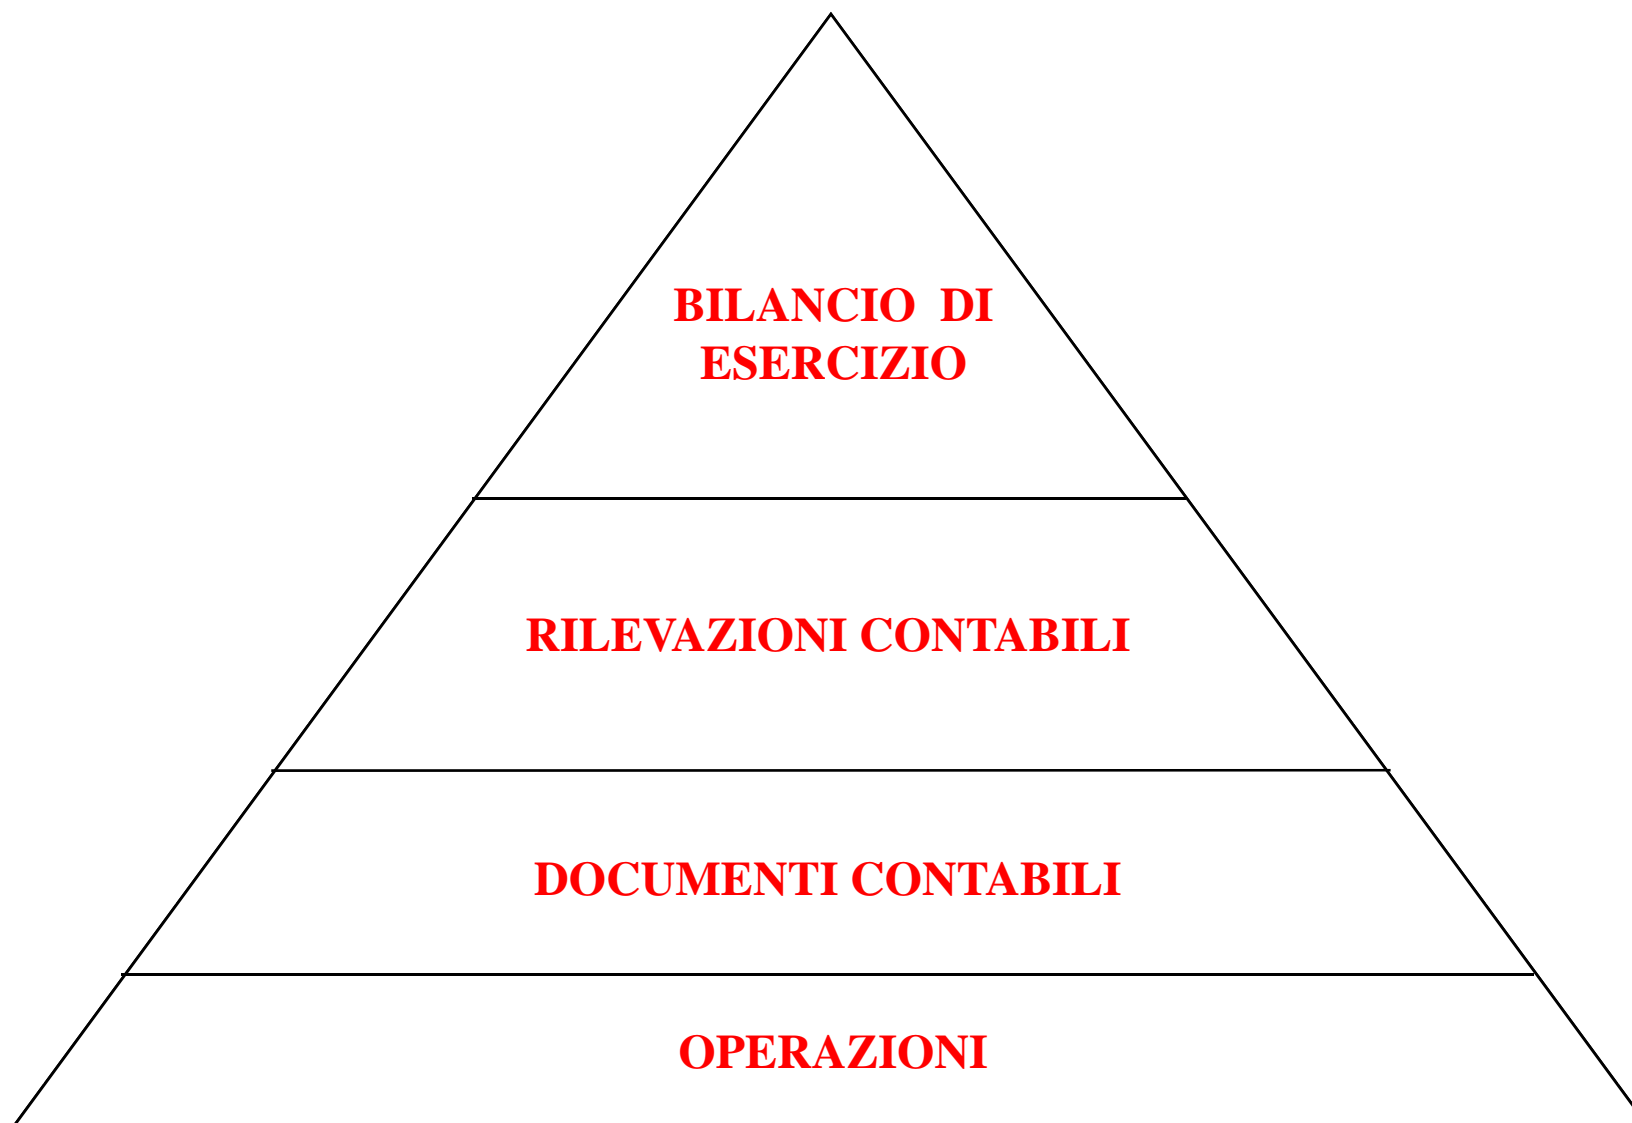 BILANCIO DI
ESERCIZIO
RILEVAZIONI CONTABILI
DOCUMENTI CONTABILI
OPERAZIONI